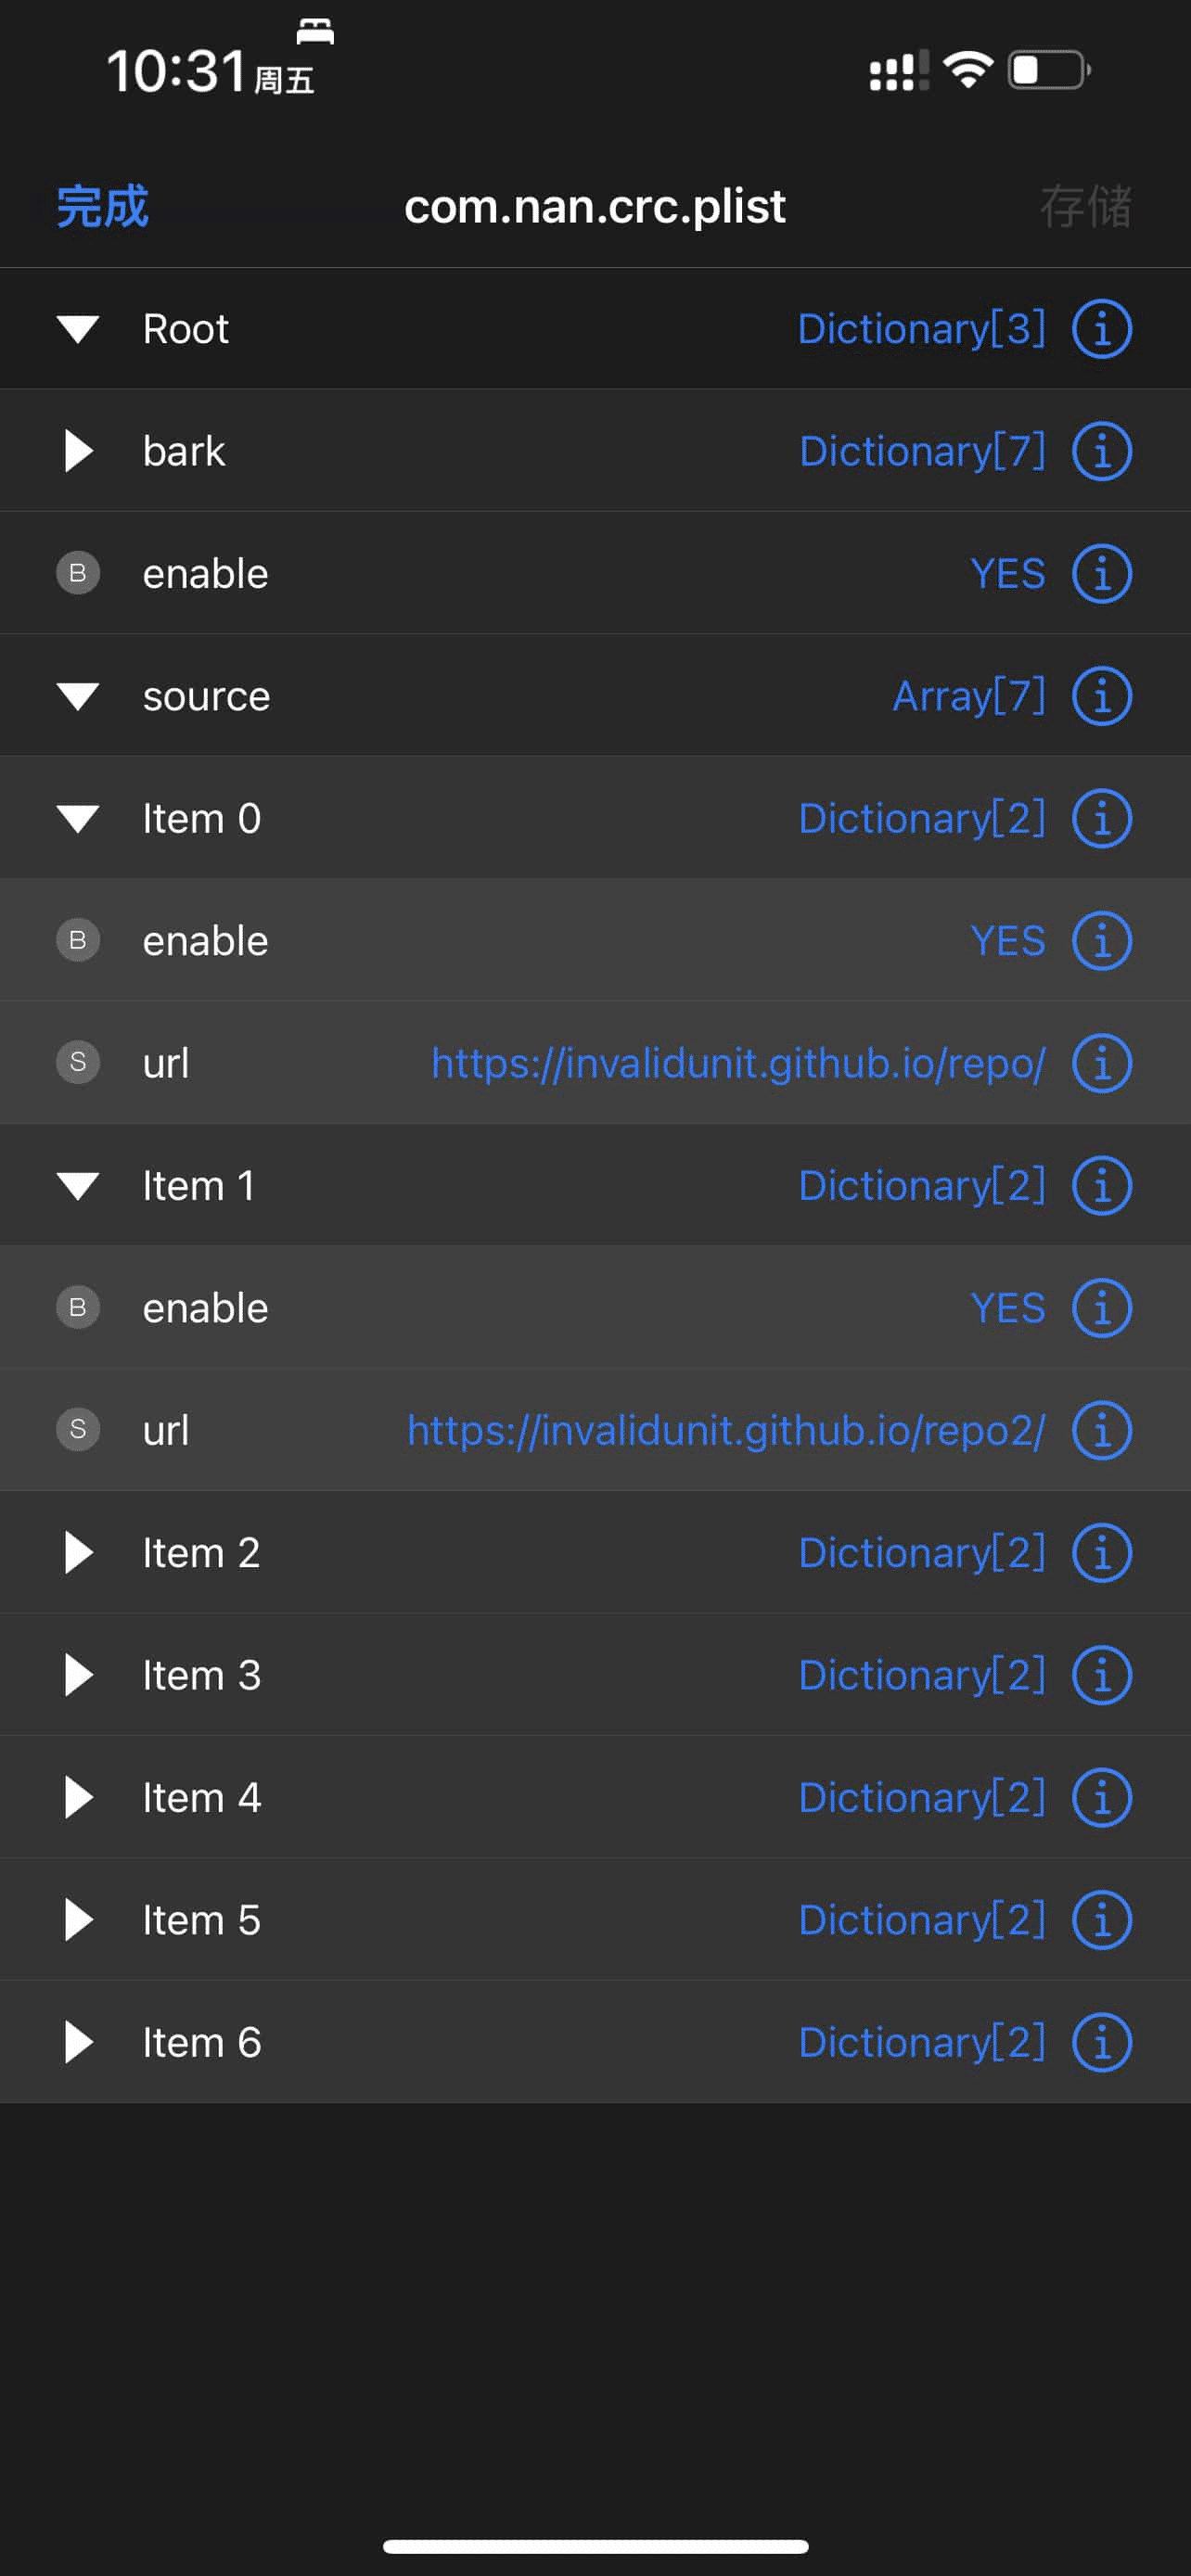 10:31周五
完成 com.nan.crc.plist 存储
Root Dictionary[3]
bark Dictionary[7]
B enable YES
source Array[7]
Item 0 Dictionary[2]
B enable YES
S url https://invalidunit.github.io/repo/
Item 1 Dictionary[2]
B enable YES
S url https://invalidunit.github.io/repo2/
Item 2 Dictionary[2]
Item 3 Dictionary[2]
Item 4 Dictionary[2]
Item 5 Dictionary[2]
Item 6 Dictionary[2]